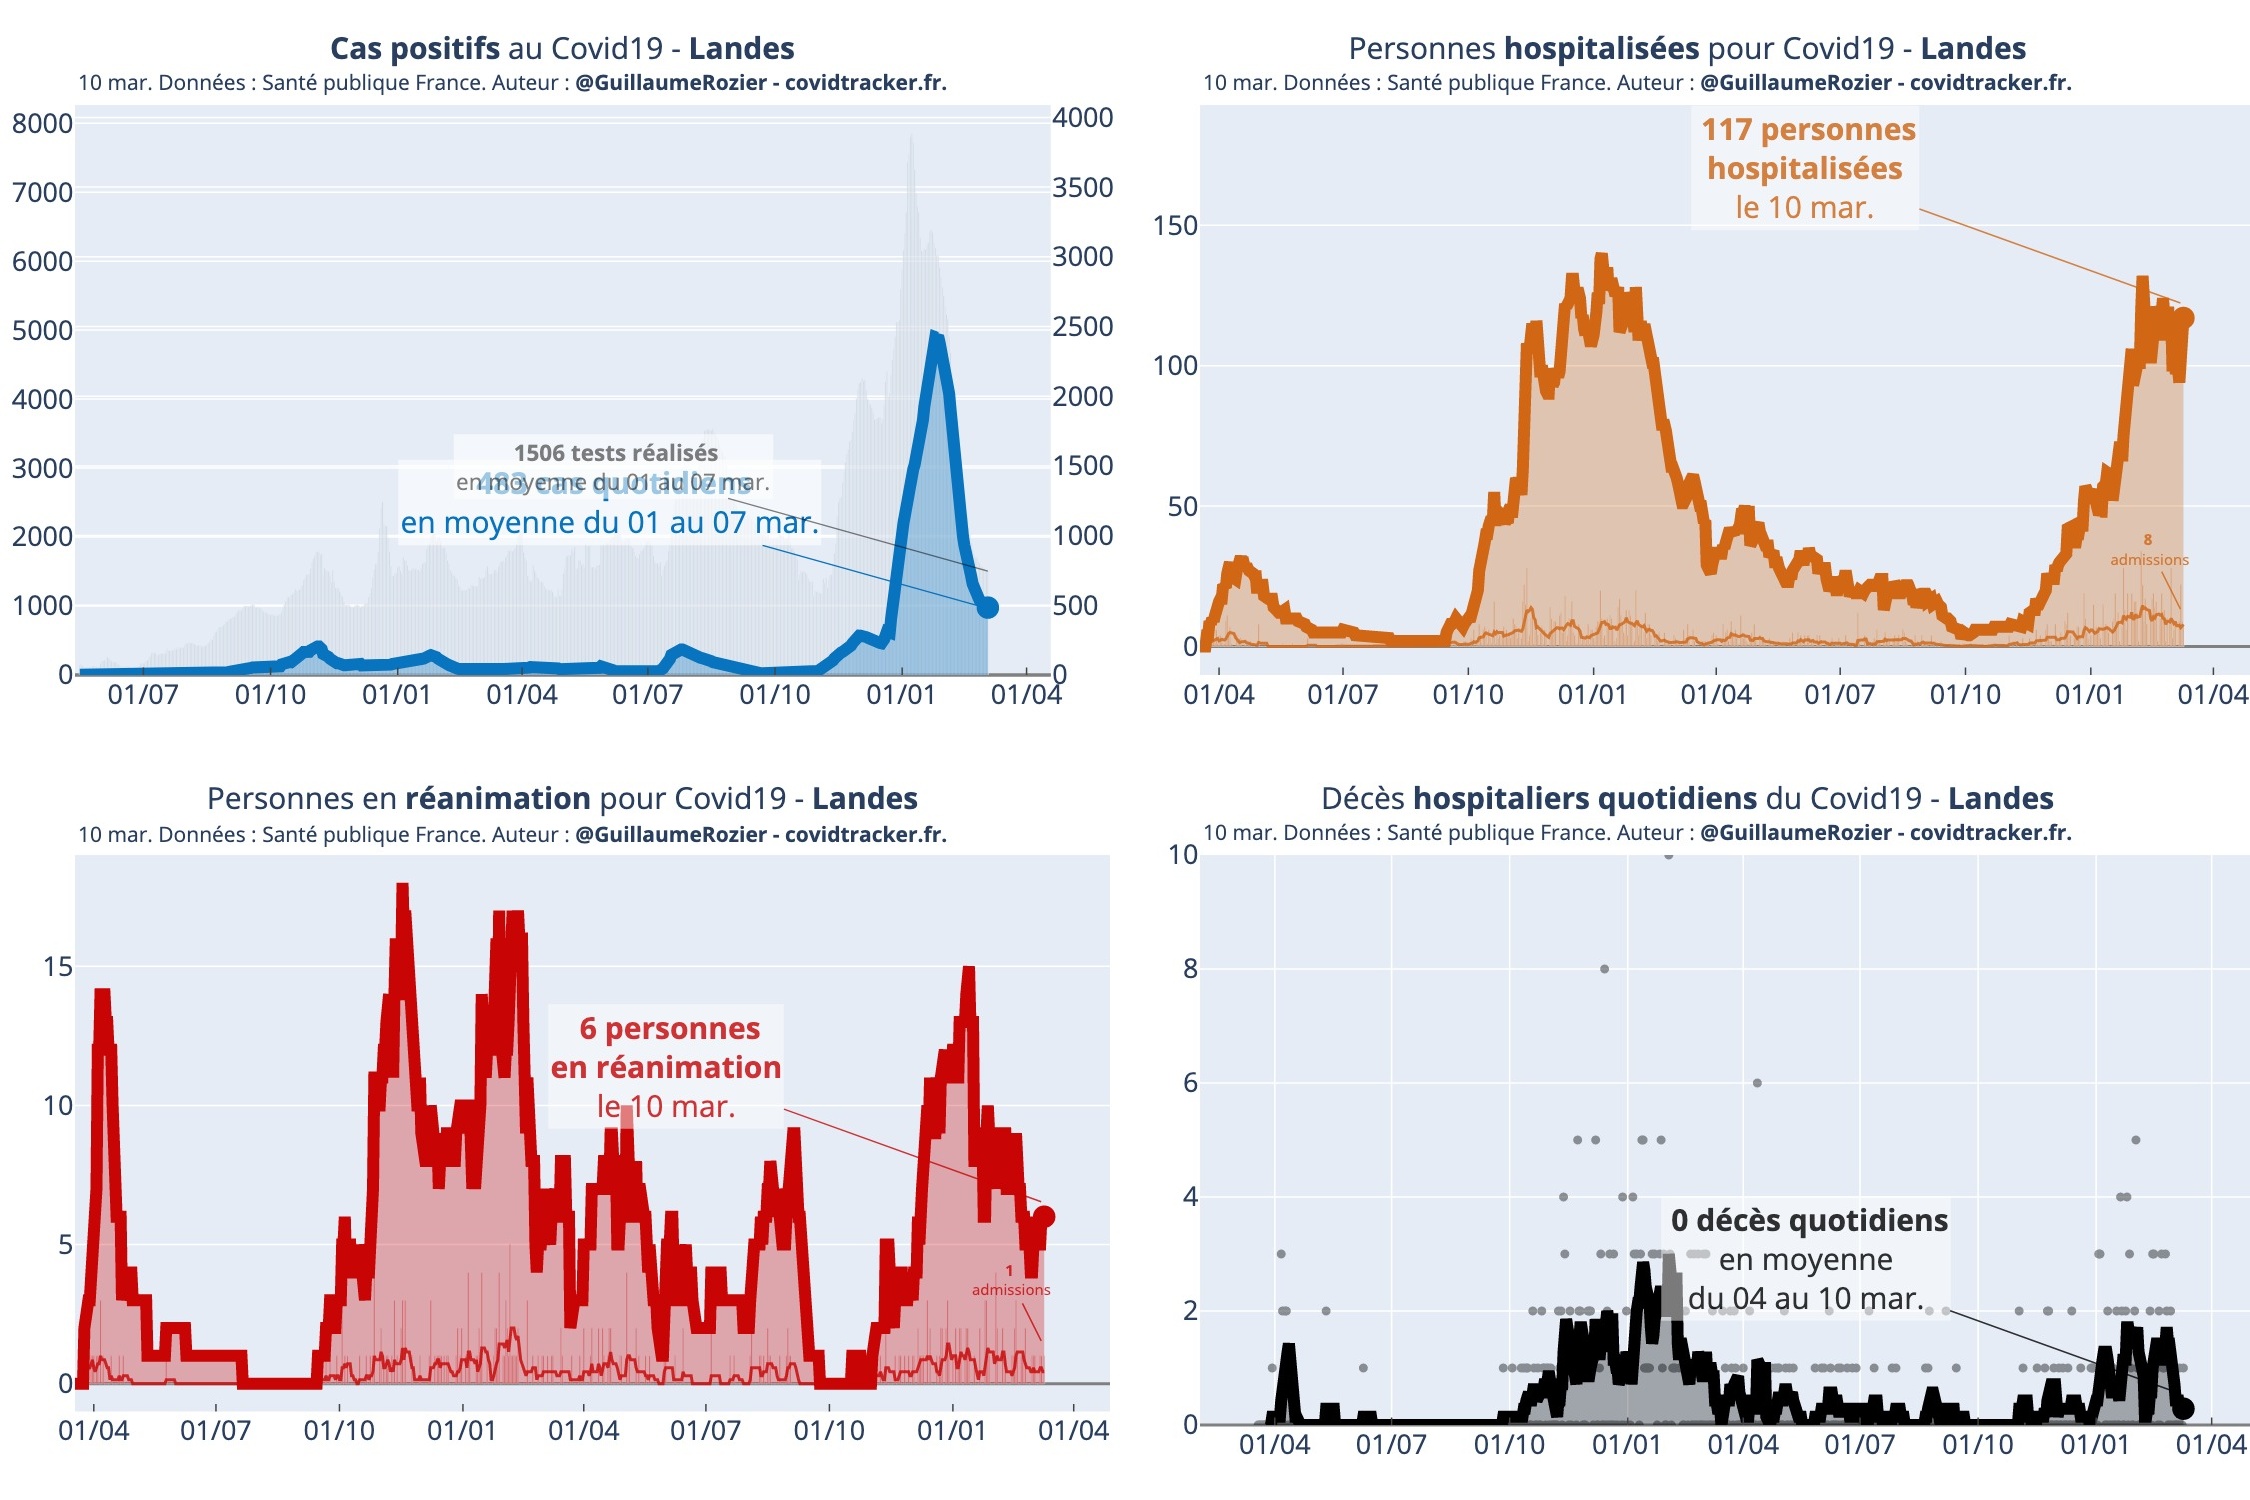 Cas positifs au Covid19 - Landes
10 mar. Données : Santé publique France. Auteur : @GuillaumeRozier - covidtracker.fr.
8000
7000
6000
5000
4000
3000
2000
1000
0
4000
3500
3000
2500
2000
1500
1000
500
0
1506 tests réalisés
en moyenne du 01 au 07 mar.
483 cas quotidiens
en moyenne du 01 au 07 mar.
01/07 01/10 01/01 01/04 01/07 01/10 01/01 01/04
Personnes hospitalisées pour Covid19 - Landes
10 mar. Données : Santé publique France. Auteur : @GuillaumeRozier - covidtracker.fr.
117 personnes
hospitalisées
le 10 mar.
150
100
50
0
8
admissions
01/04 01/07 01/10 01/01 01/04 01/07 01/10 01/01 01/04
Personnes en réanimation pour Covid19 - Landes
10 mar. Données : Santé publique France. Auteur : @GuillaumeRozier - covidtracker.fr.
15
10
5
0
6 personnes
en réanimation
le 10 mar.
1
admissions
01/04 01/07 01/10 01/01 01/04 01/07 01/10 01/01 01/04
Décès hospitaliers quotidiens du Covid19 - Landes
10 mar. Données : Santé publique France. Auteur : @GuillaumeRozier - covidtracker.fr.
10
8
6
4
2
0
0 décès quotidiens
en moyenne
du 04 au 10 mar.
01/04 01/07 01/10 01/01 01/04 01/07 01/10 01/01 01/04